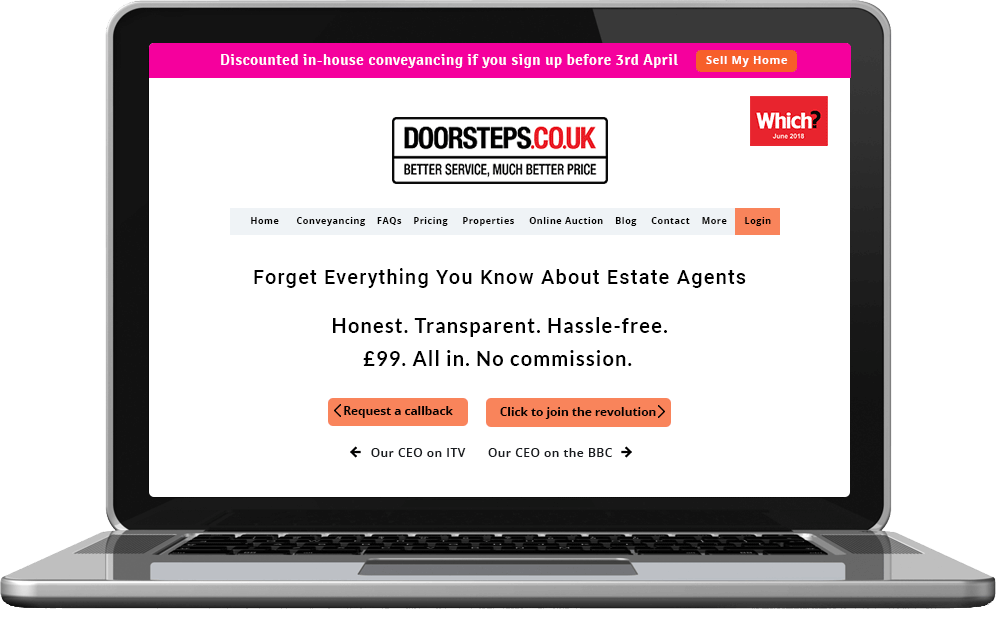 Discounted in-house conveyancing if you sign up before 3rd April
Sell My Home
Which?
June 2018
DOORSTEPS.CO.UK
BETTER SERVICE, MUCH BETTER PRICE
Home Conveyancing FAQs Pricing Properties Online Auction Blog Contact More Login
Forget Everything You Know About Estate Agents
Honest. Transparent. Hassle-free.
£99. All in. No commission.
Request a callback
Click to join the revolution
Our CEO on ITV
Our CEO on the BBC